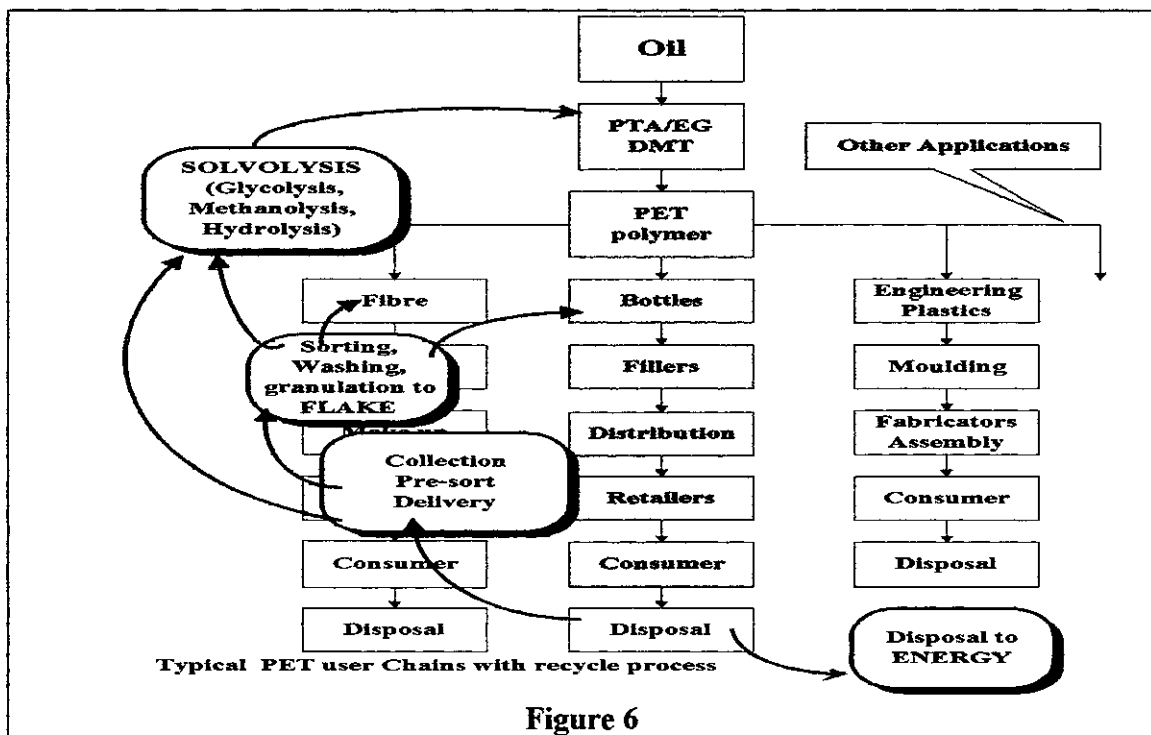 Oil
PTA/EG
DMT
SOLVOLYSIS
(Glycolysis,
Methanolysis,
Hydrolysis)
Other Applications
PET
polymer
Fibre
Bottles
Engineering
Plastics
Sorting,
Washing,
granulation to
FLAKE
Fillers
Moulding
Make up
Distribution
Fabricators
Assembly
Collection
Pre-sort
Delivery
Retailers
Consumer
Consumer
Consumer
Disposal
Disposal
Disposal
Disposal to
ENERGY
Typical PET user Chains with recycle process
Figure 6